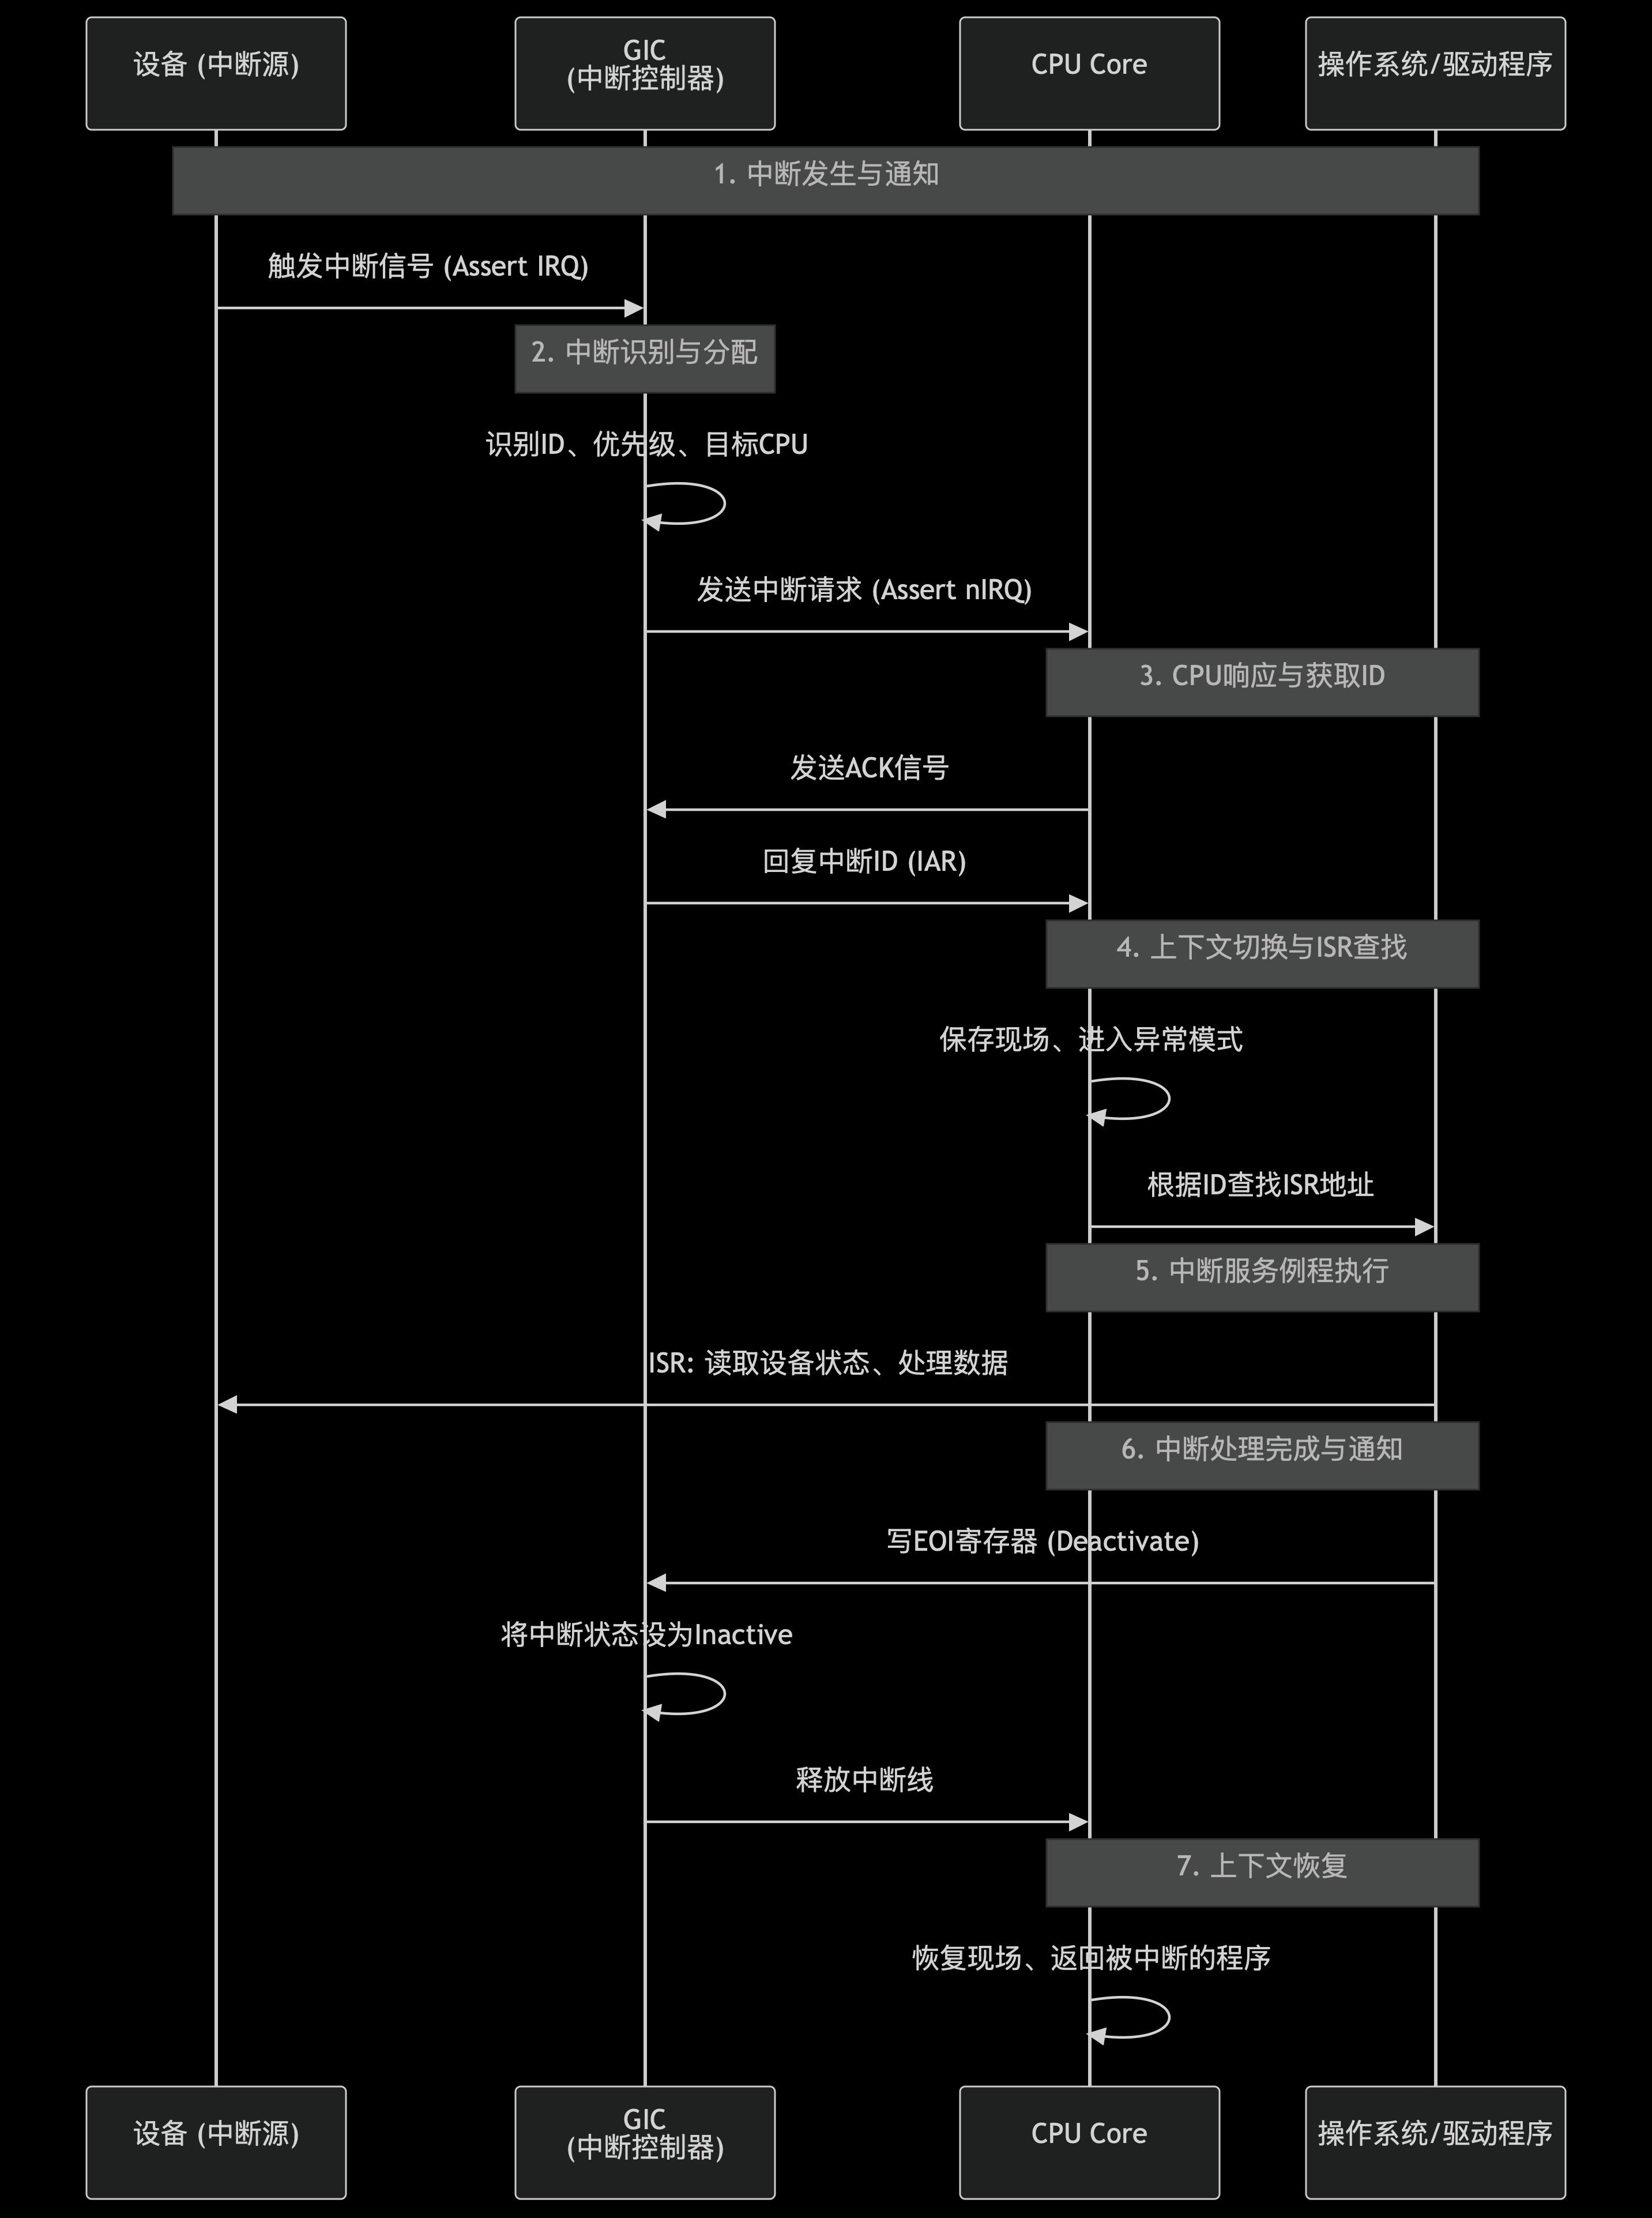 设备 (中断源)
GIC
(中断控制器)
CPU Core
操作系统/驱动程序
1. 中断发生与通知
触发中断信号 (Assert IRQ)
2. 中断识别与分配
识别ID、优先级、目标CPU
发送中断请求 (Assert nIRQ)
3. CPU响应与获取ID
发送ACK信号
回复中断ID (IAR)
4. 上下文切换与ISR查找
保存现场、进入异常模式
根据ID查找ISR地址
5. 中断服务例程执行
ISR: 读取设备状态、处理数据
6. 中断处理完成与通知
写EOI寄存器 (Deactivate)
将中断状态设为Inactive
释放中断线
7. 上下文恢复
恢复现场、返回被中断的程序
设备 (中断源)
GIC
(中断控制器)
CPU Core
操作系统/驱动程序